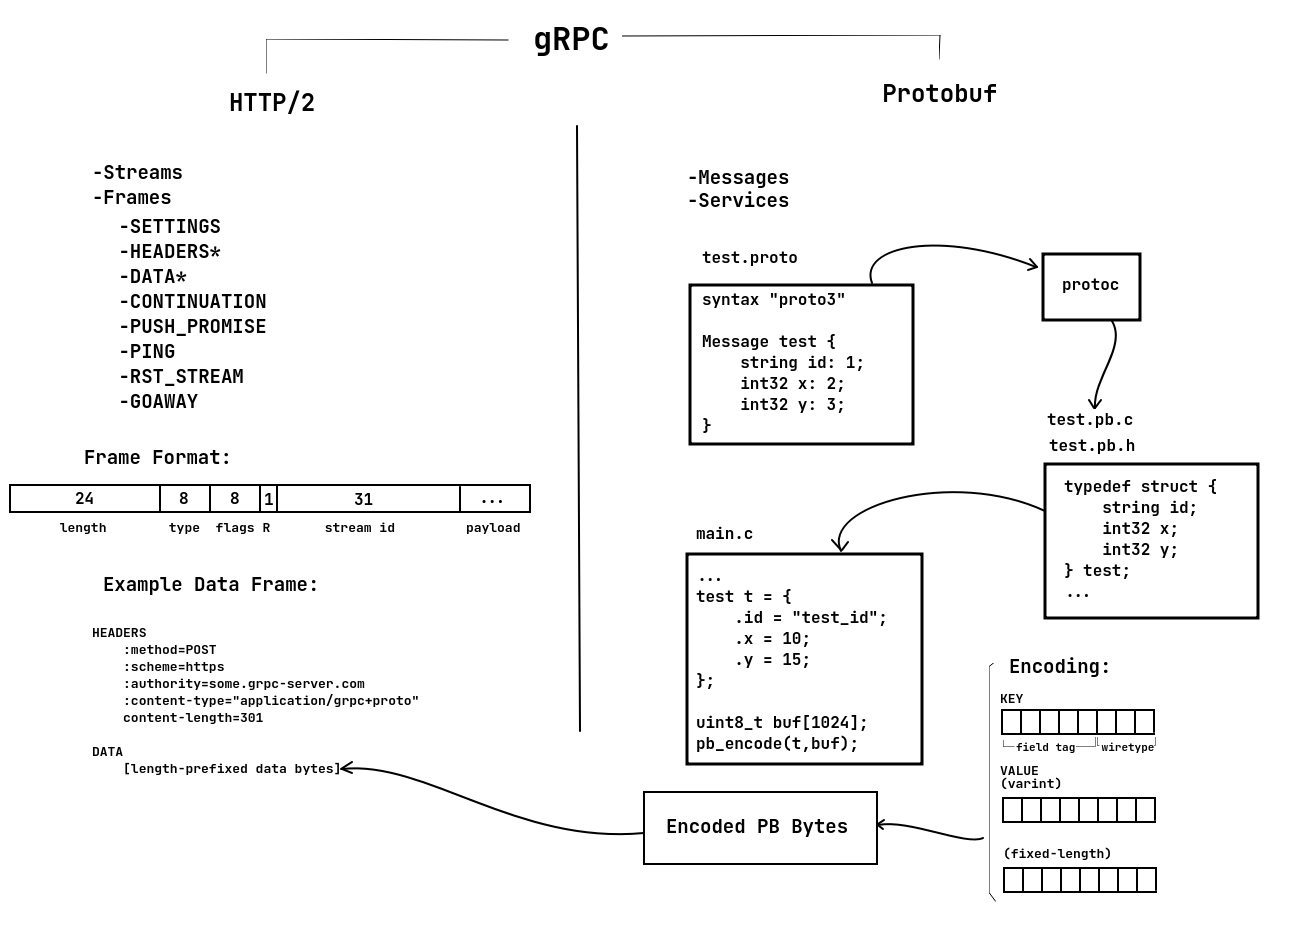 gRPC
HTTP/2
-Streams
-Frames
-SETTINGS
-HEADERS*
-DATA*
-CONTINUATION
-PUSH_PROMISE
-PING
-RST_STREAM
-GOAWAY
Frame Format:
24 8 8 1 31 ...
length type flags R stream id payload
Example Data Frame:
HEADERS
:method=POST
:scheme=https
:authority=some.grpc-server.com
:content-type="application/grpc+proto"
content-length=301
DATA
[length-prefixed data bytes]
Protobuf
-Messages
-Services
test.proto
syntax "proto3"
Message test {
string id: 1;
int32 x: 2;
int32 y: 3;
}
protoc
test.pb.c
test.pb.h
typedef struct {
string id;
int32 x;
int32 y;
} test;
...
main.c
...
test t = {
.id = "test_id";
.x = 10;
.y = 15;
};
uint8_t buf[1024];
pb_encode(t,buf);
Encoding:
KEY
field tag wiretype
VALUE
(varint)
(fixed-length)
Encoded PB Bytes